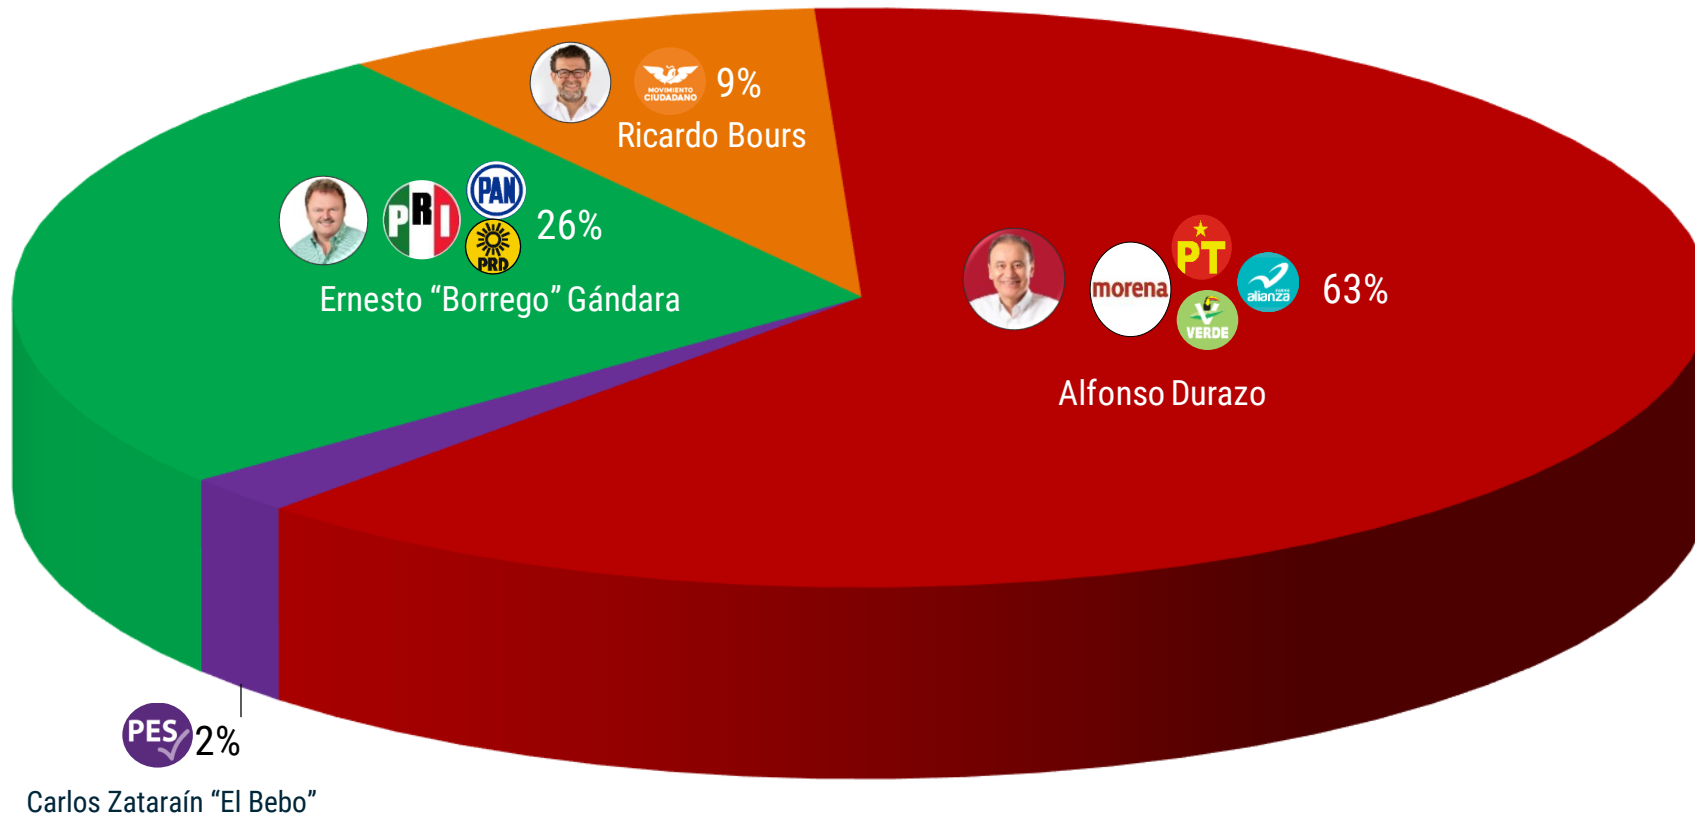 MOVIMIENTO
CIUDADANO
9%
Ricardo Bours
PRI
PAN
PRD
26%
Ernesto “Borrego” Gándara
morena
PT
VERDE
alianza
63%
Alfonso Durazo
PES
2%
Carlos Zataraín “El Bebo”